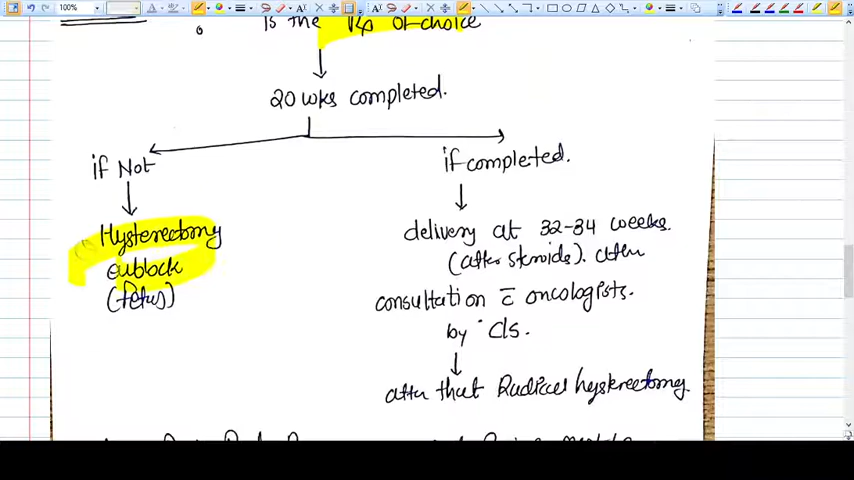 100%
is the Rx of choice
20 wks completed.
if Not
if completed.
Hysterectomy
enblock
(fetus)
delivery at 32-34 weeks.
(after steroids). after
consultation c̄ oncologists.
by C/s.
after that Radical hysterectomy.